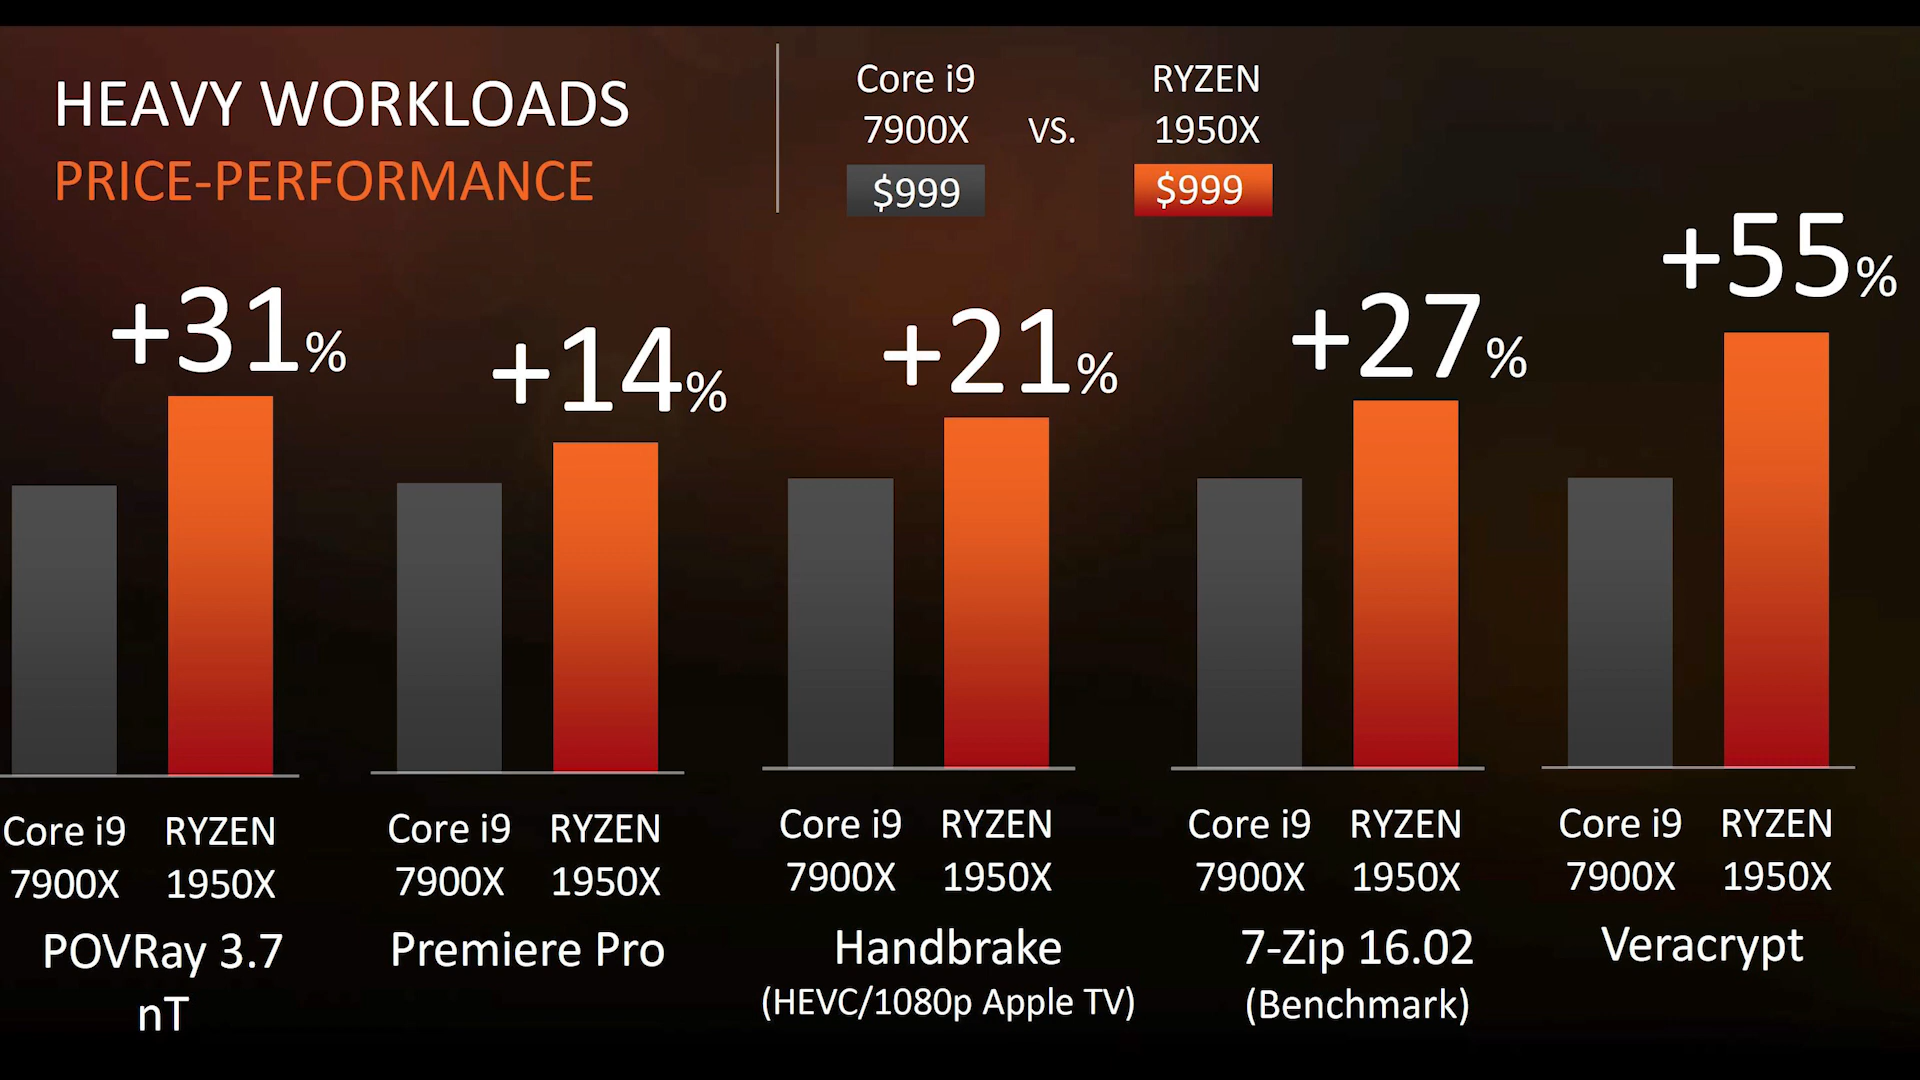 HEAVY WORKLOADS
PRICE-PERFORMANCE
Core i9
7900X
$999
VS.
RYZEN
1950X
$999
+31%
+14%
+21%
+27%
+55%
Core i9 RYZEN
7900X 1950X
POVRay 3.7
nT
Core i9 RYZEN
7900X 1950X
Premiere Pro
Core i9 RYZEN
7900X 1950X
Handbrake
(HEVC/1080p Apple TV)
Core i9 RYZEN
7900X 1950X
7-Zip 16.02
(Benchmark)
Core i9 RYZEN
7900X 1950X
Veracrypt